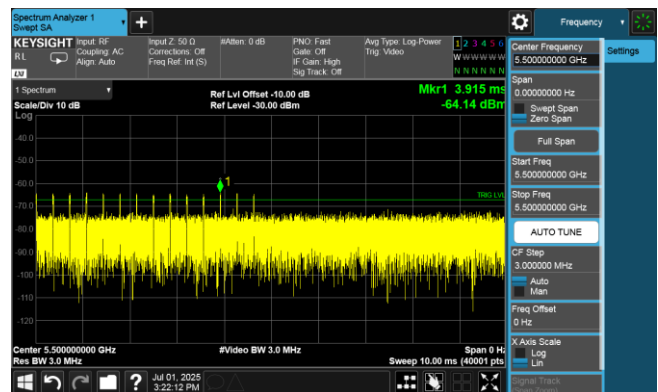 Spectrum Analyzer 1
Swept SA
Frequency
KEYSIGHT
R L
LXI
Input: RF
Coupling: AC
Align: Auto
Input Z: 50 Ω
Corrections: Off
Freq Ref: Int (S)
#Atten: 0 dB
PNO: Fast
Gate: Off
IF Gain: High
Sig Track: Off
Avg Type: Log-Power
Trig: Video
1 2 3 4 5 6
W W W W W W
N N N N N N
1 Spectrum
Scale/Div 10 dB
Log
Ref Lvl Offset -10.00 dB
Ref Level -30.00 dBm
Mkr1 3.915 ms
-64.14 dBm
-40.0
-50.0
-60.0
-70.0
-80.0
-90.0
-100
-110
-120
1
TRIG LVL
Center 5.500000000 GHz
Res BW 3.0 MHz
#Video BW 3.0 MHz
Span 0 Hz
Sweep 10.00 ms (40001 pts)
Jul 01, 2025
3:22:12 PM
Center Frequency
5.500000000 GHz
Settings
Span
0.00000000 Hz
Swept Span
Zero Span
Full Span
Start Freq
5.500000000 GHz
Stop Freq
5.500000000 GHz
AUTO TUNE
CF Step
3.000000 MHz
Auto
Man
Freq Offset
0 Hz
X Axis Scale
Log
Lin
Signal Track